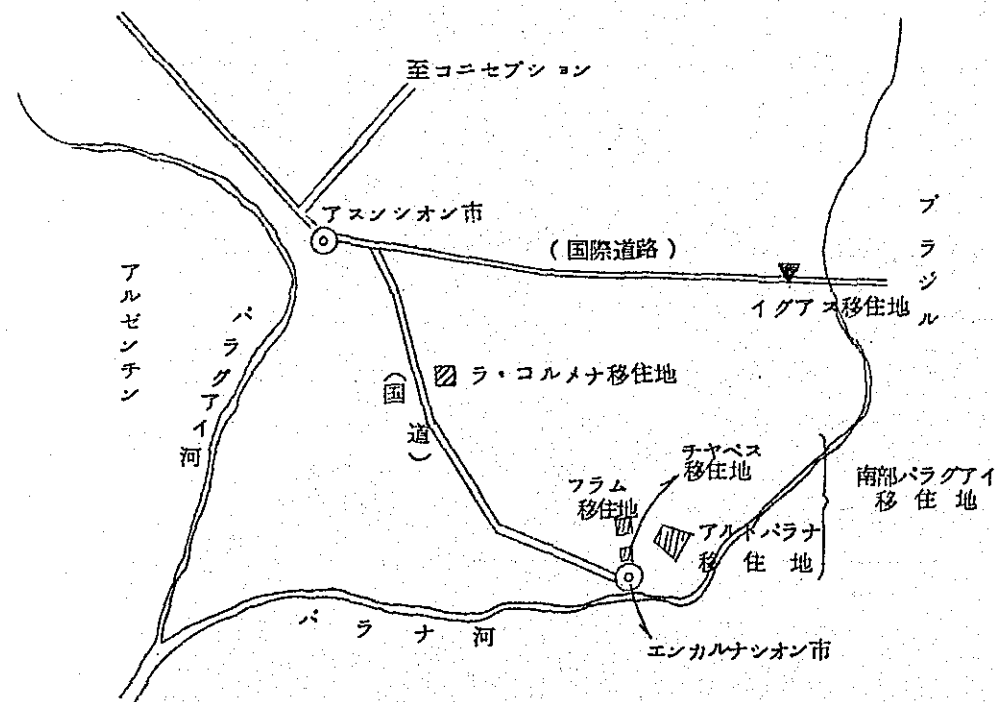 至コニセプション
アスンシオン市
(国際道路)
ブラジル
イグアス移住地
アルゼンチン
パラグアイ河
ラ・コルメナ移住地
(国道)
チヤベス
移住地
フラム
移住地
アルトパラナ
移住地
南部パラグアイ
移住地
パラナ河
エンカルナシオン市